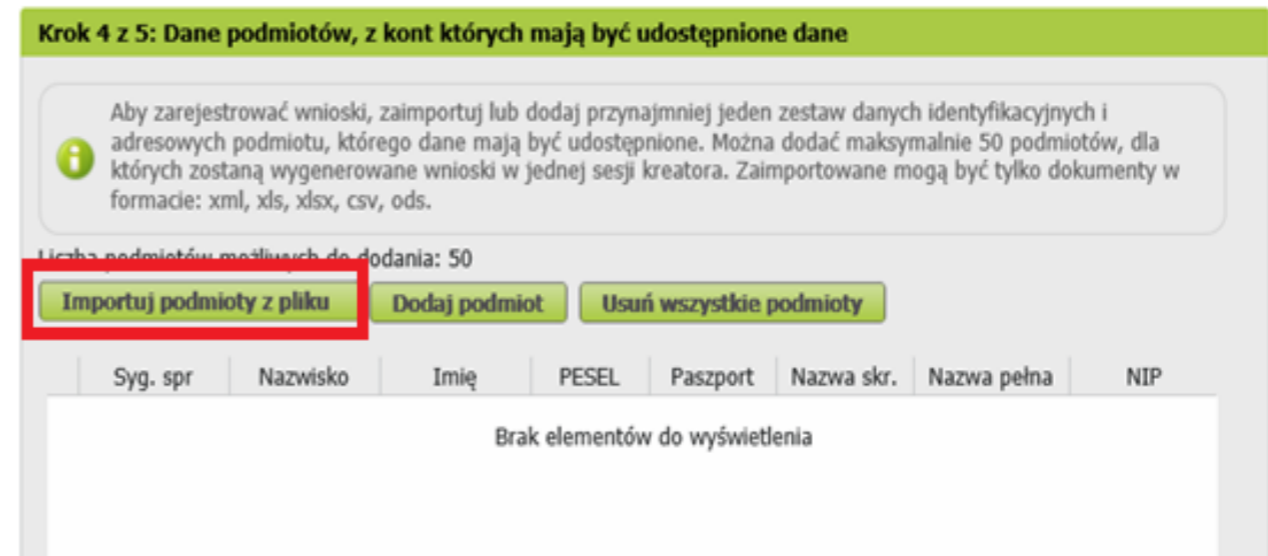 Krok 4 z 5: Dane podmiotów, z kont których mają być udostępnione dane
Aby zarejestrować wnioski, zaimportuj lub dodaj przynajmniej jeden zestaw danych identyfikacyjnych i
adresowych podmiotu, którego dane mają być udostępnione. Można dodać maksymalnie 50 podmiotów, dla
których zostaną wygenerowane wnioski w jednej sesji kreatora. Zaimportowane mogą być tylko dokumenty w
formacie: xml, xls, xlsx, csv, ods.
Liczba podmiotów możliwych do dodania: 50
Importuj podmioty z pliku Dodaj podmiot Usuń wszystkie podmioty
Syg. spr Nazwisko Imię PESEL Paszport Nazwa skr. Nazwa pełna NIP
Brak elementów do wyświetlenia